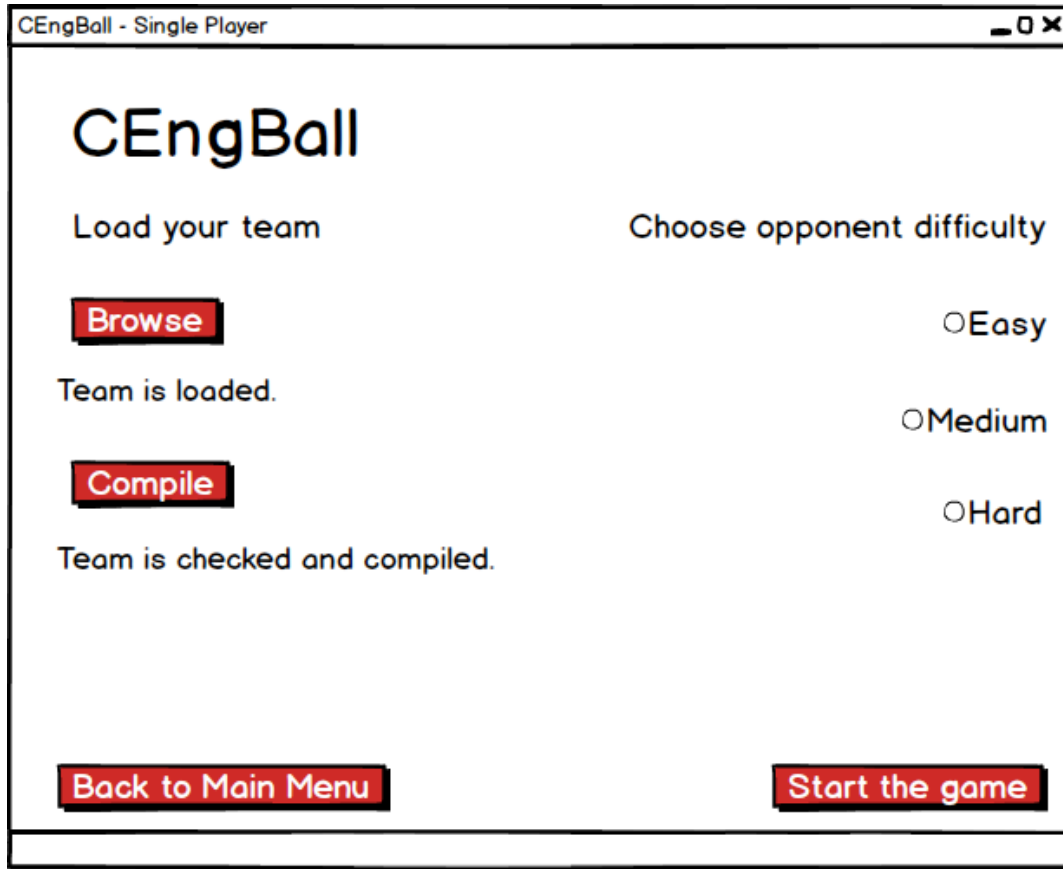 CEngBall - Single Player
CEngBall
Load your team
Choose opponent difficulty
Browse
Easy
Team is loaded.
Medium
Compile
Hard
Team is checked and compiled.
Back to Main Menu
Start the game